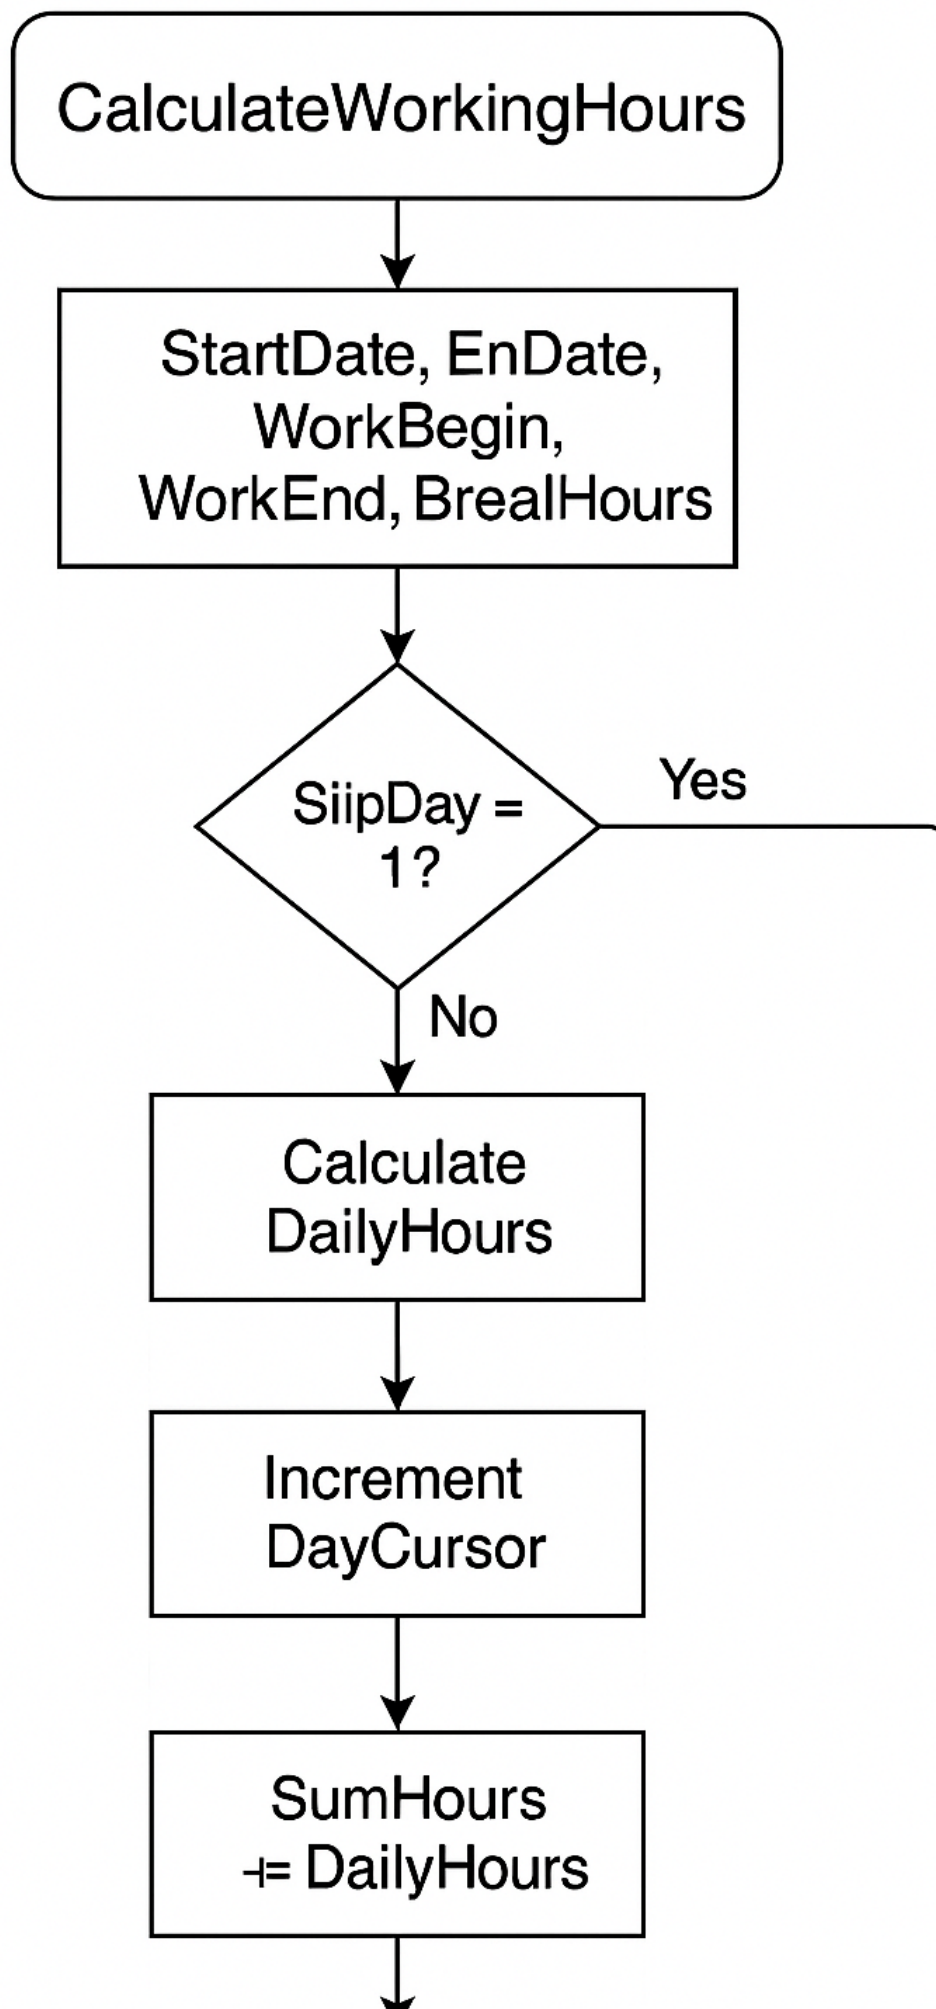 CalculateWorkingHours
StartDate, EnDate,
WorkBegin,
WorkEnd, BrealHours
SiipDay =
1?
Yes
No
Calculate
DailyHours
Increment
DayCursor
SumHours
+= DailyHours